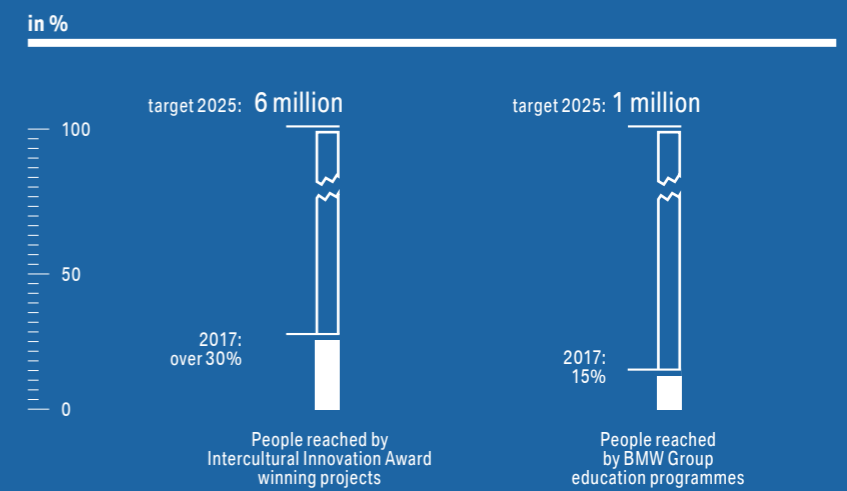 in %
target 2025: 6 million
target 2025: 1 million
100
50
2017:
over 30%
2017:
15%
0
People reached by
Intercultural Innovation Award
winning projects
People reached
by BMW Group
education programmes